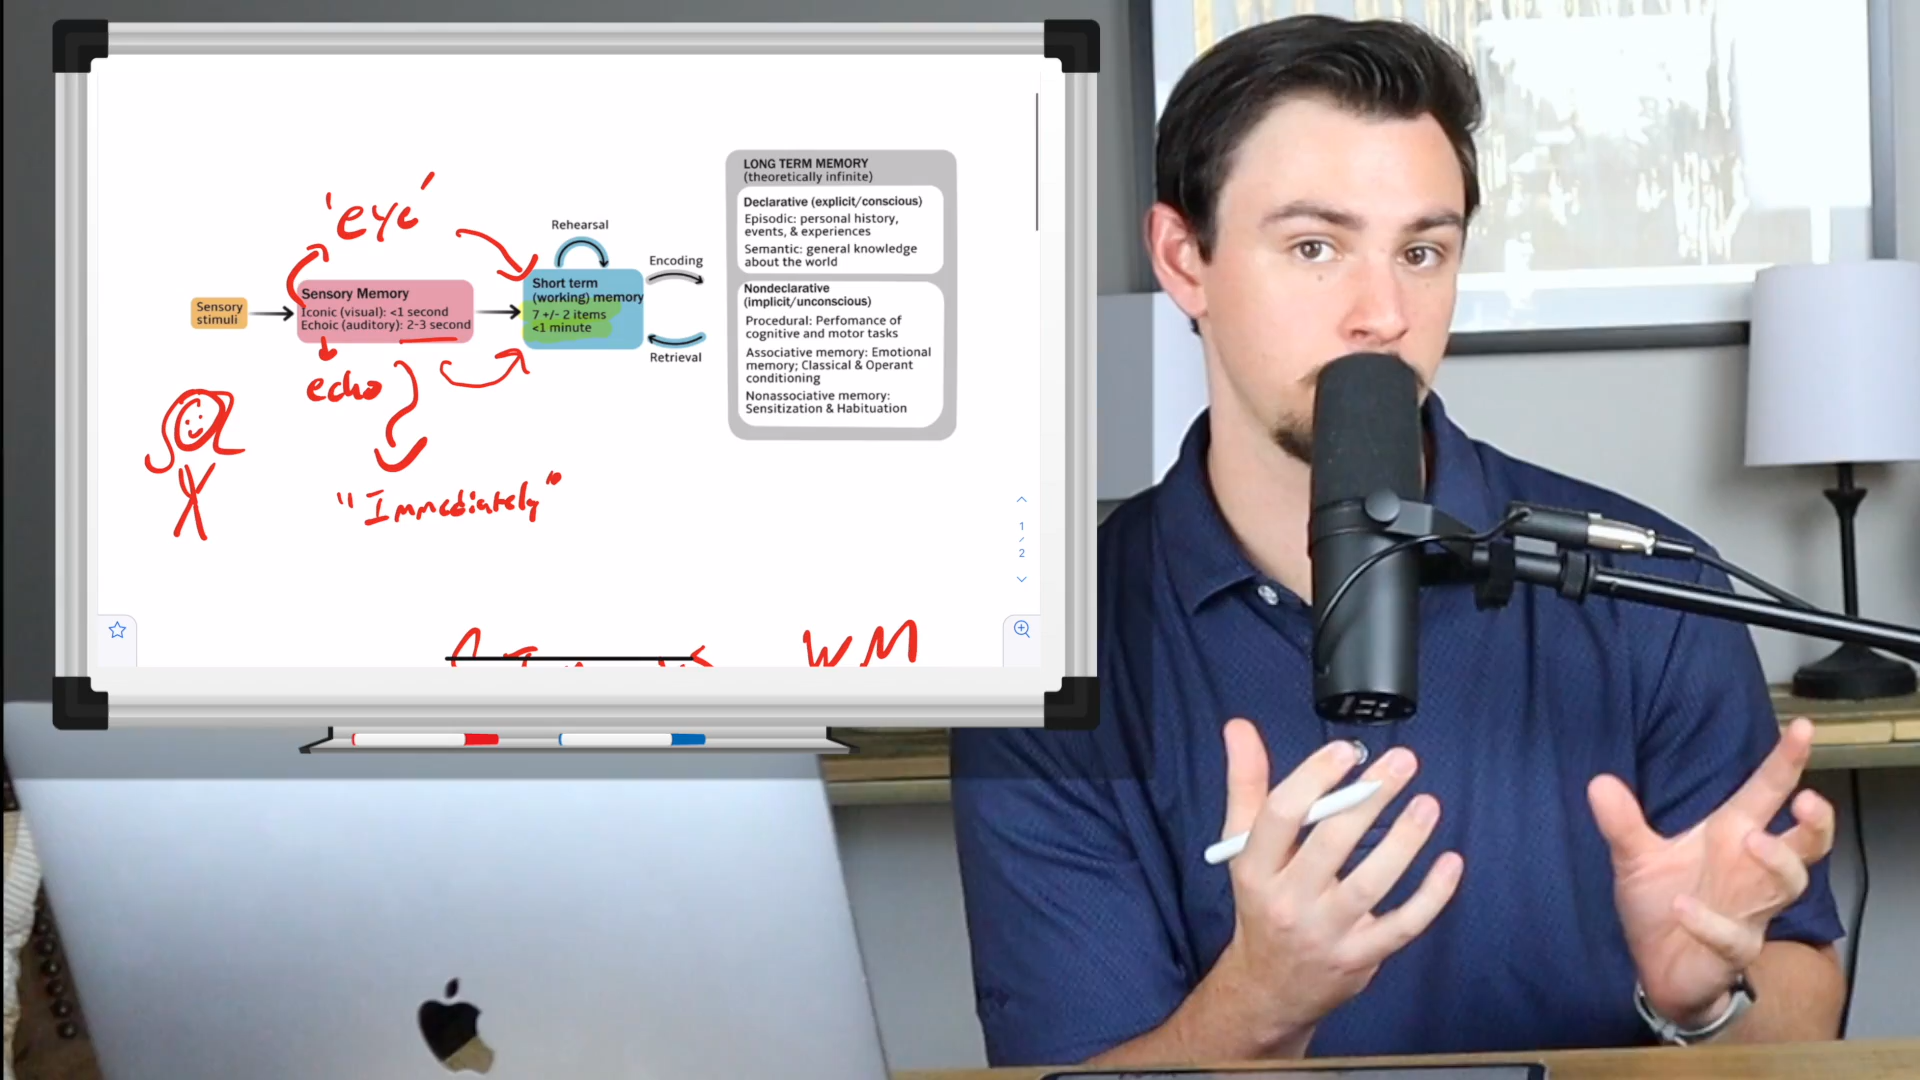 LONG TERM MEMORY
(theoretically infinite)
Declarative (explicit/conscious)
Episodic: personal history,
events, & experiences
Semantic: general knowledge
about the world
Nondeclarative
(implicit/unconscious)
Procedural: Perfomance of
cognitive and motor tasks
Associative memory: Emotional
memory; Classical & Operant
conditioning
Nonassociative memory:
Sensitization & Habituation
'eye'
Rehearsal
Encoding
Retrieval
Sensory
stimuli
Sensory Memory
Iconic (visual): <1 second
Echoic (auditory): 2-3 second
Short term
(working) memory
7 +/- 2 items
<1 minute
echo
"Immediately"
1
/
2
WM